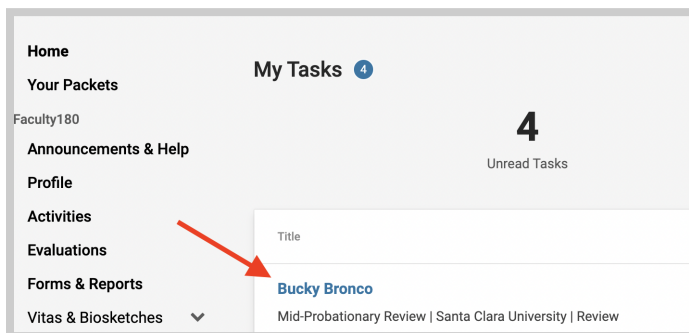 Home
Your Packets
Faculty180
Announcements & Help
Profile
Activities
Evaluations
Forms & Reports
Vitas & Biosketches
My Tasks 4
4
Unread Tasks
Title
Bucky Bronco
Mid-Probationary Review | Santa Clara University | Review